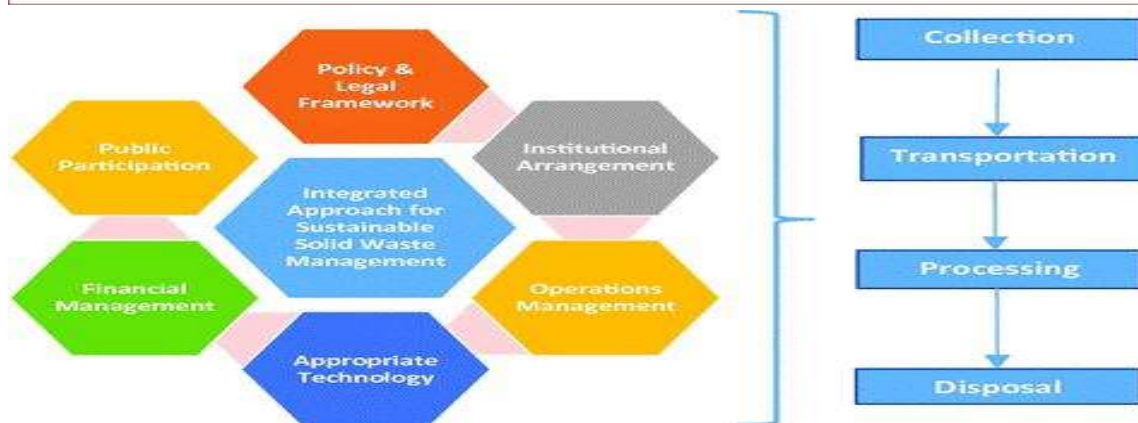 Policy &
Legal
Framework
Public
Participation
Institutional
Arrangement
Integrated
Approach for
Sustainable
Solid Waste
Management
Financial
Management
Operations
Management
Appropriate
Technology
Collection
Transportation
Processing
Disposal